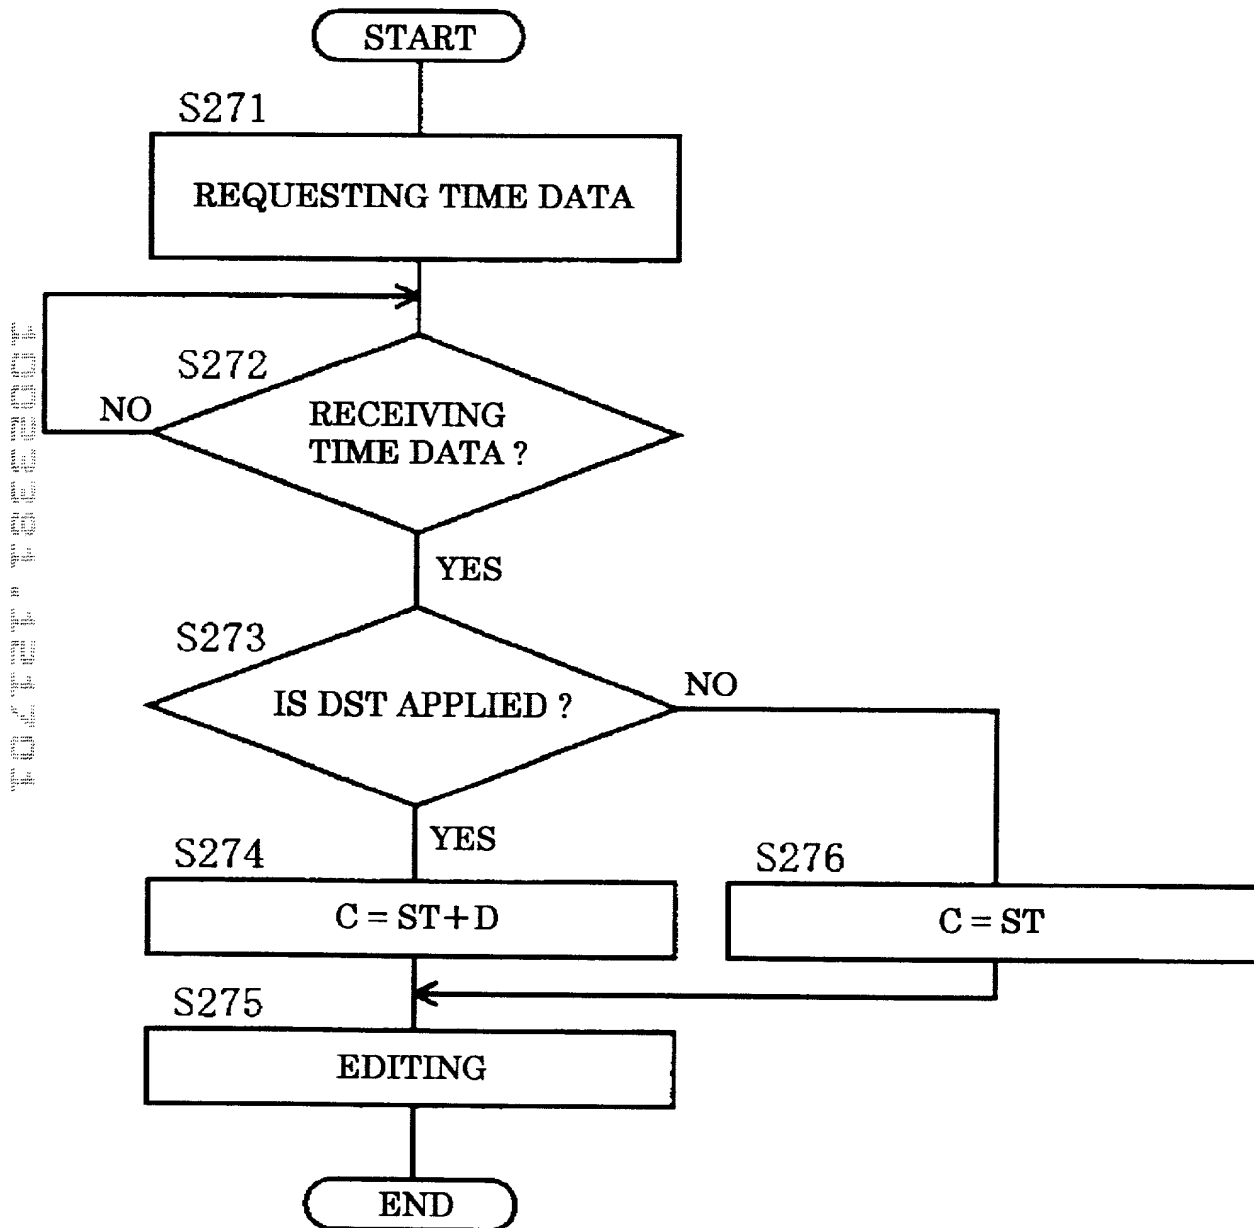 START
S271
REQUESTING TIME DATA
S272
NO
RECEIVING
TIME DATA ?
YES
S273
IS DST APPLIED ?
NO
YES
S274
C = ST+D
S276
C = ST
S275
EDITING
END